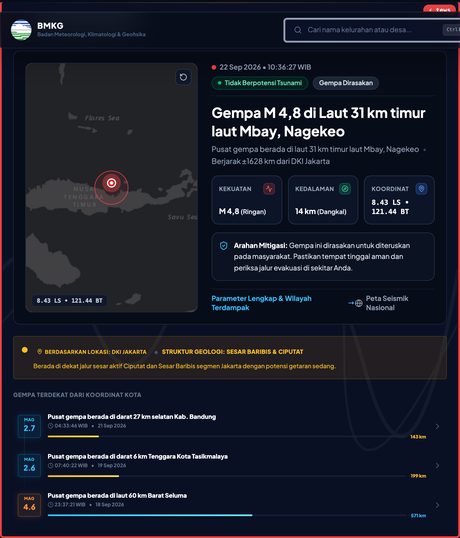 BMKG
Badan Meteorologi, Klimatologi & Geofisika
Cari nama kelurahan atau desa...
22 Sep 2026 • 10:36:27 WIB
Tidak Berpotensi Tsunami
Gempa Dirasakan
Gempa M 4,8 di Laut 31 km timur
laut Mbay, Nagekeo
Pusat gempa berada di laut 31 km timur laut Mbay, Nagekeo •
Berjarak ±1628 km dari DKI Jakarta
Flores Sea
NUSA
TENGGARA
TIMUR
Savu Sea
8.43 LS • 121.44 BT
KEKUATAN
M 4,8 (Ringan)
KEDALAMAN
14 km (Dangkal)
KOORDINAT
8.43 LS •
121.44 BT
Arahan Mitigasi: Gempa ini dirasakan untuk diteruskan
pada masyarakat. Pastikan tempat tinggal aman dan
periksa jalur evakuasi di sekitar Anda.
Parameter Lengkap & Wilayah
Terdampak →
Peta Seismik
Nasional
BERDASARKAN LOKASI: DKI JAKARTA • STRUKTUR GEOLOGI: SESAR BARIBIS & CIPUTAT
Berada di dekat jalur sesar aktif Ciputat dan Sesar Baribis segmen Jakarta dengan potensi getaran sedang.
GEMPA TERDEKAT DARI KOORDINAT KOTA
MAG
2.7
Pusat gempa berada di darat 27 km selatan Kab. Bandung
04:33:46 WIB • 21 Sep 2026
143 km
MAG
2.6
Pusat gempa berada di darat 6 km Tenggara Kota Tasikmalaya
07:40:22 WIB • 19 Sep 2026
199 km
MAG
4.6
Pusat gempa berada di laut 60 km Barat Seluma
23:37:21 WIB • 18 Sep 2026
571 km